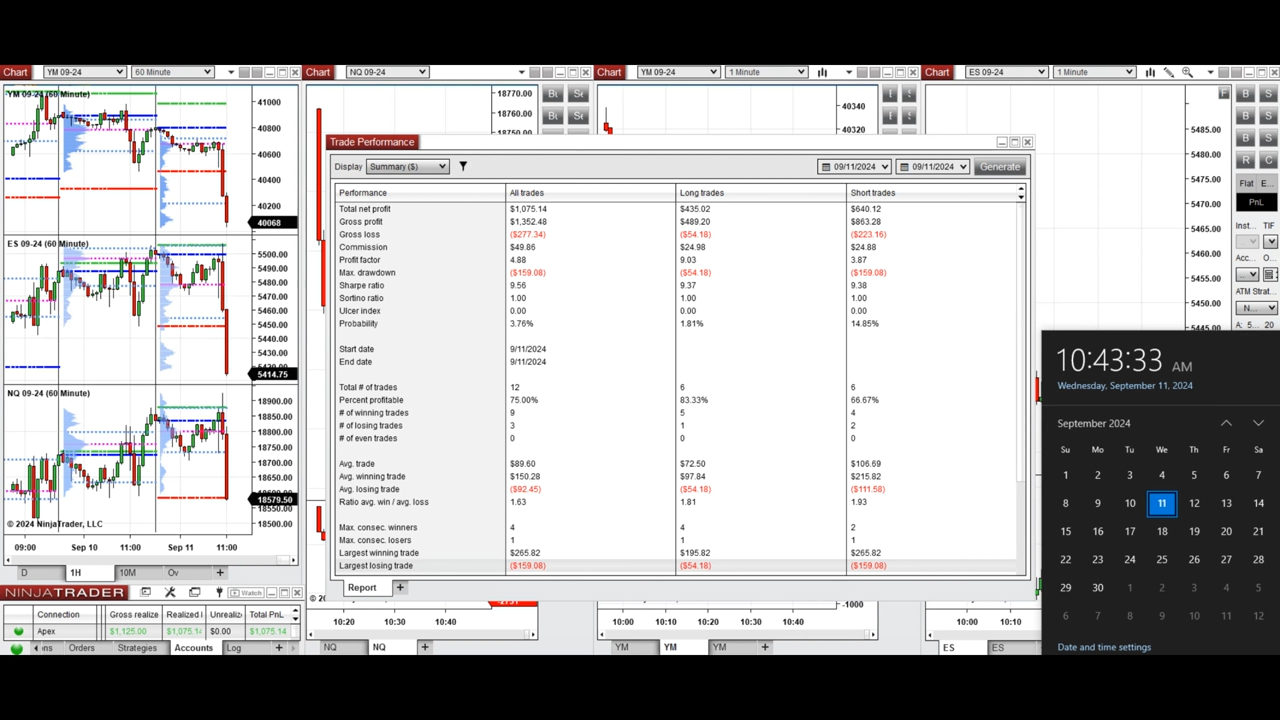 Chart YM 09-24 60 Minute
YM 09-24 (60 Minute)
41000
40800
40600
40400
40200
40068
ES 09-24 (60 Minute)
5500.00
5490.00
5480.00
5470.00
5460.00
5450.00
5440.00
5430.00
5420.00
5414.75
NQ 09-24 (60 Minute)
18900.00
18850.00
18800.00
18750.00
18700.00
18650.00
18579.50
18500.00
© 2024 NinjaTrader, LLC
09:00 Sep 10 11:00 Sep 11 11:00
D 1H 10M Ov +
NINJATRADER Watch
Connection Gross realize Realized Unrealiz Total PnL
Apex $1,125.00 $1,075.14 $0.00 $1,075.14
ns Orders Strategies Accounts Log +
Chart NQ 09-24
18770.00
18760.00
18750.00
10:20 10:30 10:40
NQ NQ +
Chart YM 09-24 1 Minute
40340
40320
-1000
10:00 10:10 10:20 10:30 10:40
YM YM YM +
Chart ES 09-24 1 Minute
F
5485.00
5480.00
5475.00
5470.00
5465.00
5460.00
5455.00
5450.00
5445.00
10:00 10:10
ES ES
B S
B S
B S
R C
Flat E...
PnL
Inst... TIF
Acc... O...
ATM Strat...
N...
A: 5... 20
Trade Performance
Display Summary ($) 09/11/2024 09/11/2024 Generate
Performance All trades Long trades Short trades
Total net profit $1,075.14 $435.02 $640.12
Gross profit $1,352.48 $489.20 $863.28
Gross loss ($277.34) ($54.18) ($223.16)
Commission $49.86 $24.98 $24.88
Profit factor 4.88 9.03 3.87
Max. drawdown ($159.08) ($54.18) ($159.08)
Sharpe ratio 9.56 9.37 9.38
Sortino ratio 1.00 1.00 1.00
Ulcer index 0.00 0.00 0.00
Probability 3.76% 1.81% 14.85%
Start date 9/11/2024
End date 9/11/2024
Total # of trades 12 6 6
Percent profitable 75.00% 83.33% 66.67%
# of winning trades 9 5 4
# of losing trades 3 1 2
# of even trades 0 0 0
Avg. trade $89.60 $72.50 $106.69
Avg. winning trade $150.28 $97.84 $215.82
Avg. losing trade ($92.45) ($54.18) ($111.58)
Ratio avg. win / avg. loss 1.63 1.81 1.93
Max. consec. winners 4 4 2
Max. consec. losers 1 1 1
Largest winning trade $265.82 $195.82 $265.82
Largest losing trade ($159.08) ($54.18) ($159.08)
Report +
10:43:33 AM
Wednesday, September 11, 2024
September 2024
Su Mo Tu We Th Fr Sa
1 2 3 4 5 6 7
8 9 10 11 12 13 14
15 16 17 18 19 20 21
22 23 24 25 26 27 28
29 30 1 2 3 4 5
6 7 8 9 10 11 12
Date and time settings